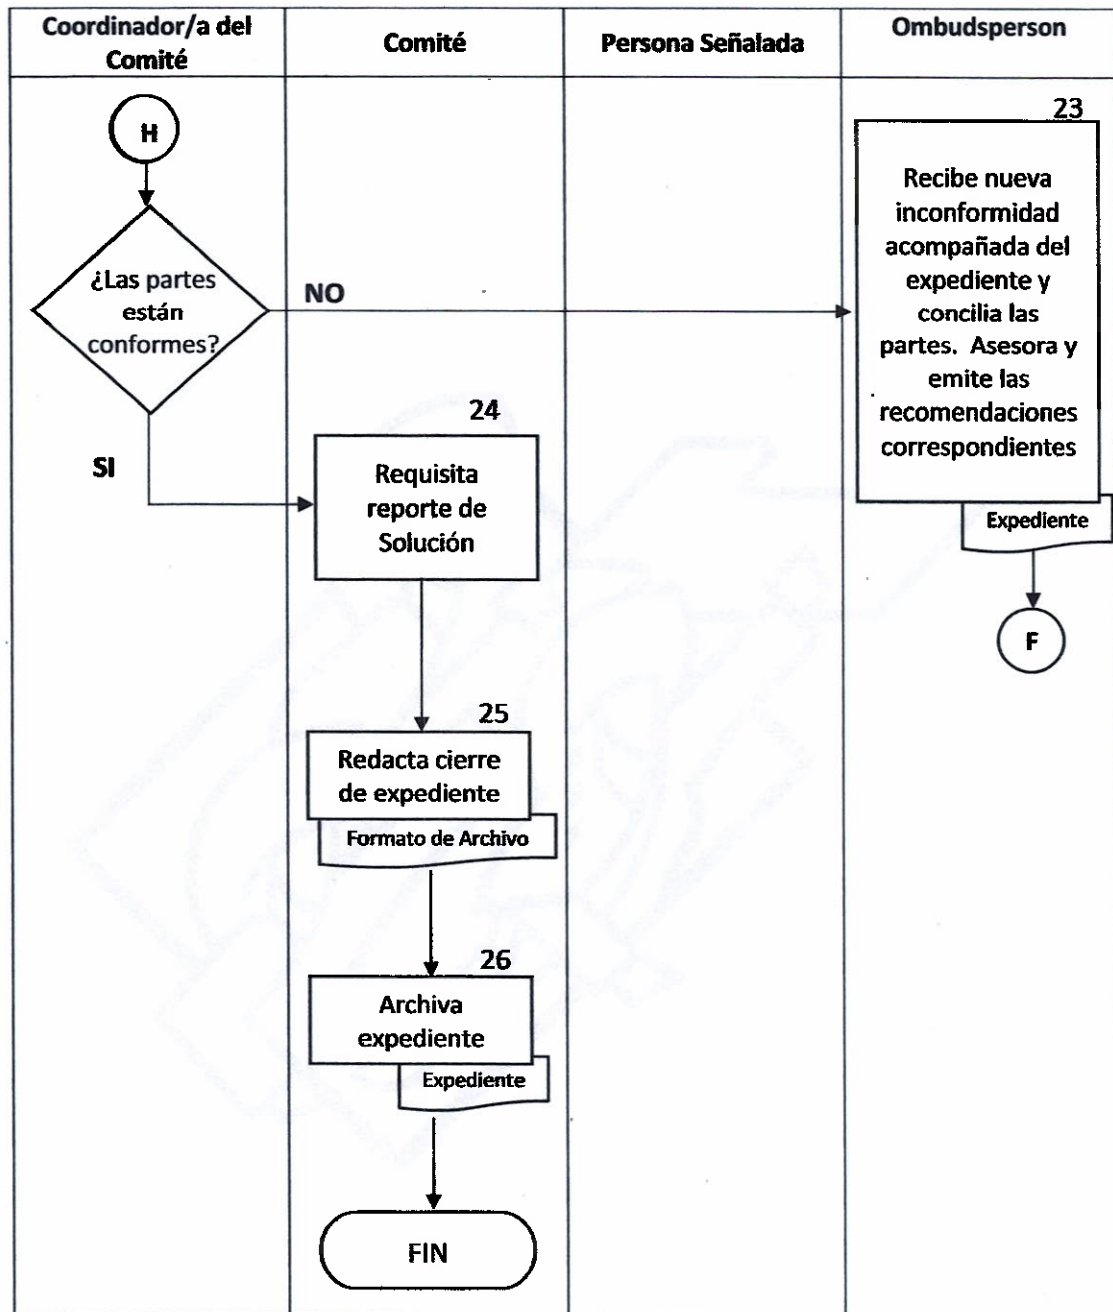 Coordinador/a del
Comité
Comité
Persona Señalada
Ombudsperson
H
¿Las partes
están
conformes?
NO
SI
23
Recibe nueva
inconformidad
acompañada del
expediente y
concilia las
partes. Asesora y
emite las
recomendaciones
correspondientes
Expediente
F
24
Requisita
reporte de
Solución
25
Redacta cierre
de expediente
Formato de Archivo
26
Archiva
expediente
Expediente
FIN